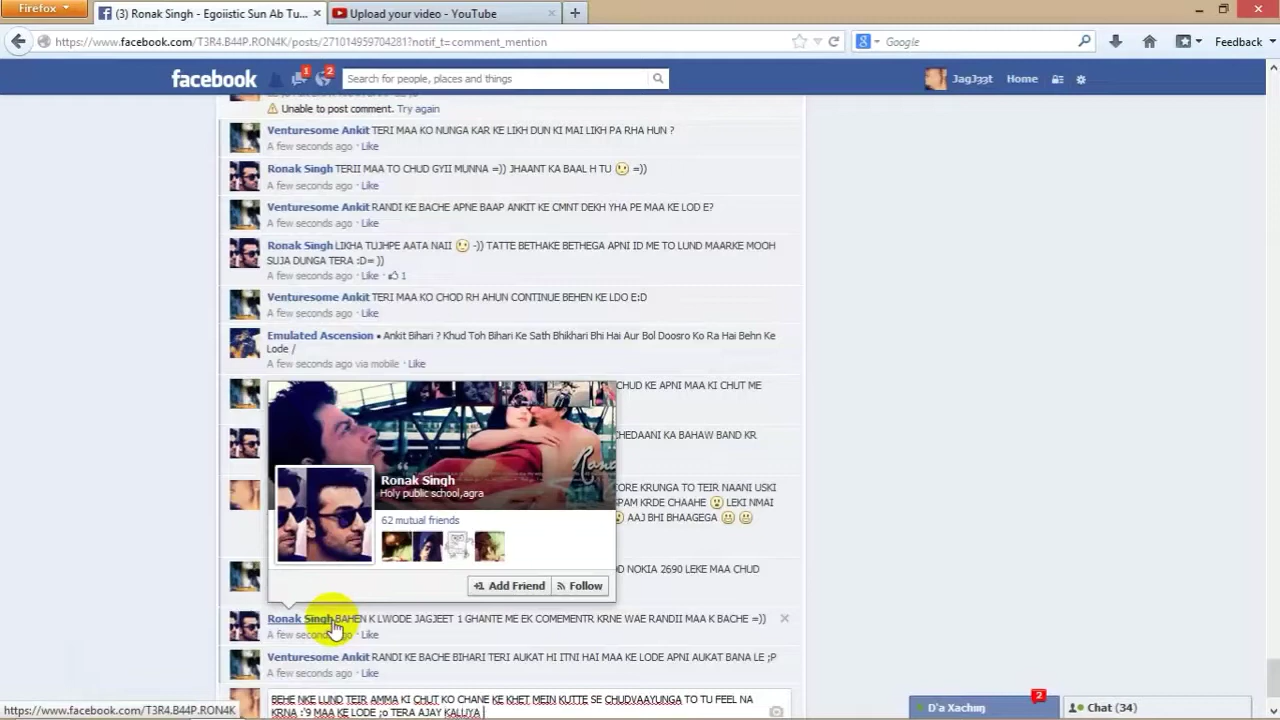 Firefox
(3) Ronak Singh - Egoiistic Sun Ab Tu... ×
Upload your video - YouTube ×
https://www.facebook.com/T3R4.B44P.RON4K/posts/271014959704281?notif_t=comment_mention
Google
Feedback
facebook
1
2
Search for people, places and things
JagJ33t Home
Unable to post comment. Try again
Venturesome Ankit TERI MAA KO NUNGA KAR KE LIKH DUN KI MAI LIKH PA RHA HUN ?
A few seconds ago · Like
Ronak Singh TERII MAA TO CHUD GYII MUNNA =)) JHAANT KA BAAL H TU =))
A few seconds ago · Like
Venturesome Ankit RANDI KE BACHE APNE BAAP ANKIT KE CMNT DEKH YHA PE MAA KE LOD E?
A few seconds ago · Like
Ronak Singh LIKHA TUJHPE AATA NAII -)) TATTE BETHAKE BETHEGA APNI ID ME TO LUND MAARKE MOOH
SUJA DUNGA TERA :D= ))
A few seconds ago · Like · 1
Venturesome Ankit TERI MAA KO CHOD RH AHUN CONTINUE BEHEN KE LDO E:D
A few seconds ago · Like
Emulated Ascension • Ankit Bihari ? Khud Toh Bihari Ke Sath Bhikhari Bhi Hai Aur Bol Doosro Ko Ra Hai Behn Ke
Lode /
A few seconds ago via mobile · Like
CHUD KE APNI MAA KI CHUT ME
CHEDAANI KA BAHAW BAND KR
Ronak Singh
Holy public school,agra
ORE KRUNGA TO TEIR NAANI USKI
SPAM KRDE CHAAHE LEKI NMAI
AAJ BHI BHAAGEGA
62 mutual friends
OD NOKIA 2690 LEKE MAA CHUD
+1 Add Friend Follow
Ronak Singh BAHEN K LWODE JAGJEET 1 GHANTE ME EK COMEMENTR KRNE WAE RANDII MAA K BACHE =))
A few seconds ago · Like
Venturesome Ankit RANDI KE BACHE BIHARI TERI AUKAT HI ITNI HAI MAA KE LODE APNI AUKAT BANA LE ;P
A few seconds ago · Like
BEHE NKE LUND TEIR AMMA KI CHUT KO CHANE KE KHET MEIN KUTTE SE CHUDVAAYUNGA TO TU FEEL NA
KRNA :'9 MAA KE LODE ;o TERA AJAY KALUYA
https://www.facebook.com/T3R4.B44P.RON4K
D'a Xachiŋ
2
Chat (34)